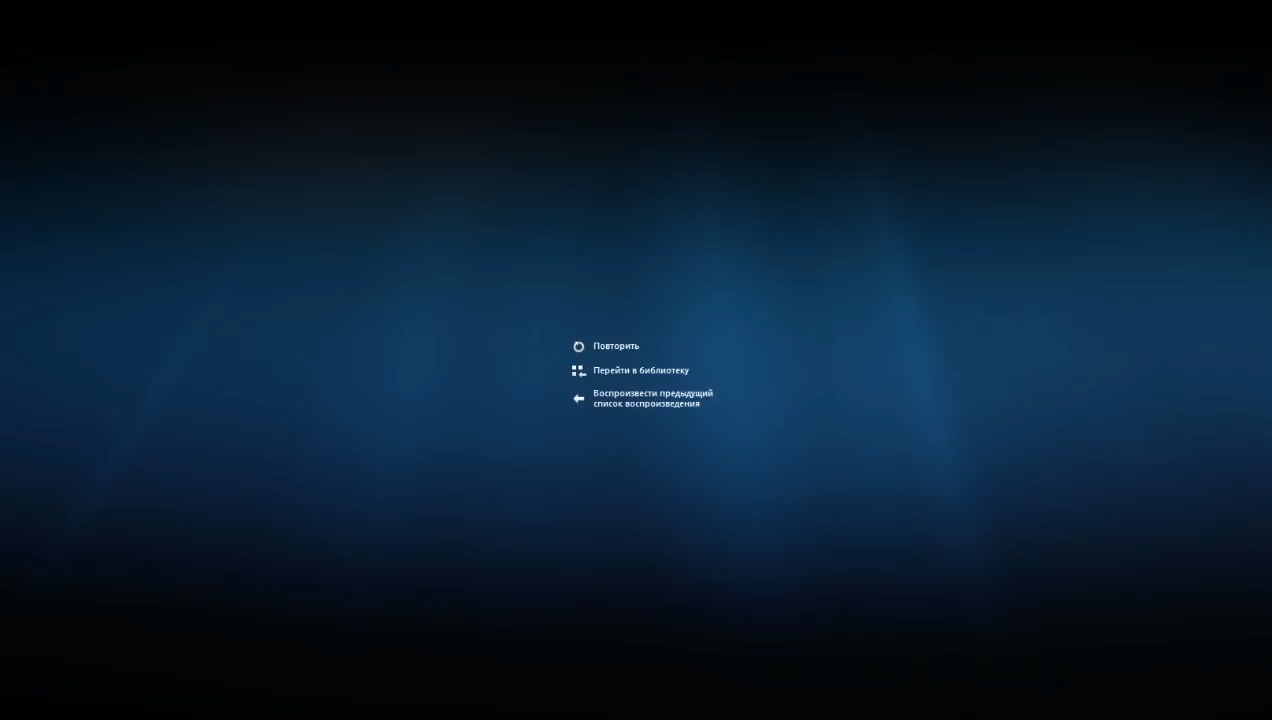 Повторить
Перейти в библиотеку
Воспроизвести предыдущий
список воспроизведения